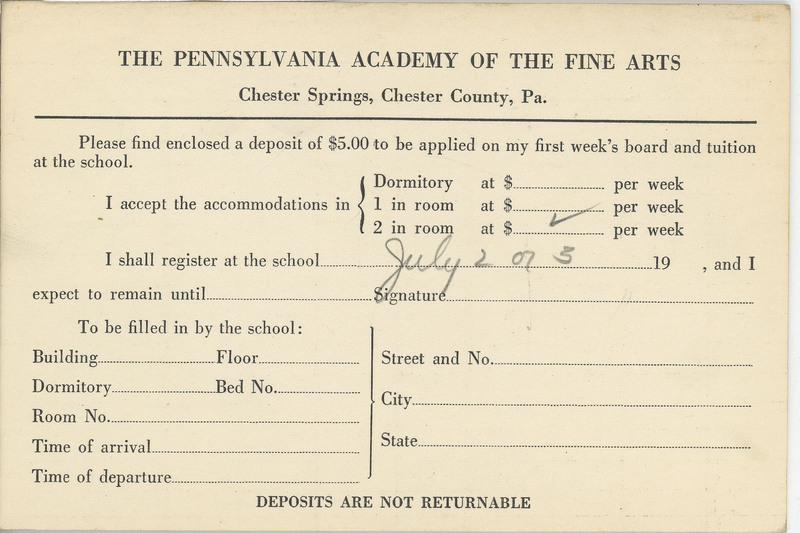 THE PENNSYLVANIA ACADEMY OF THE FINE ARTS
Chester Springs, Chester County, Pa.
Please find enclosed a deposit of $5.00 to be applied on my first week's board and tuition
at the school.
I accept the accommodations in
Dormitory at $ per week
1 in room at $ per week
2 in room at $ ✓ per week
I shall register at the school July 2 or 3 19 , and I
expect to remain until Signature
To be filled in by the school:
Building Floor
Dormitory Bed No.
Room No.
Time of arrival
Time of departure
Street and No.
City
State
DEPOSITS ARE NOT RETURNABLE